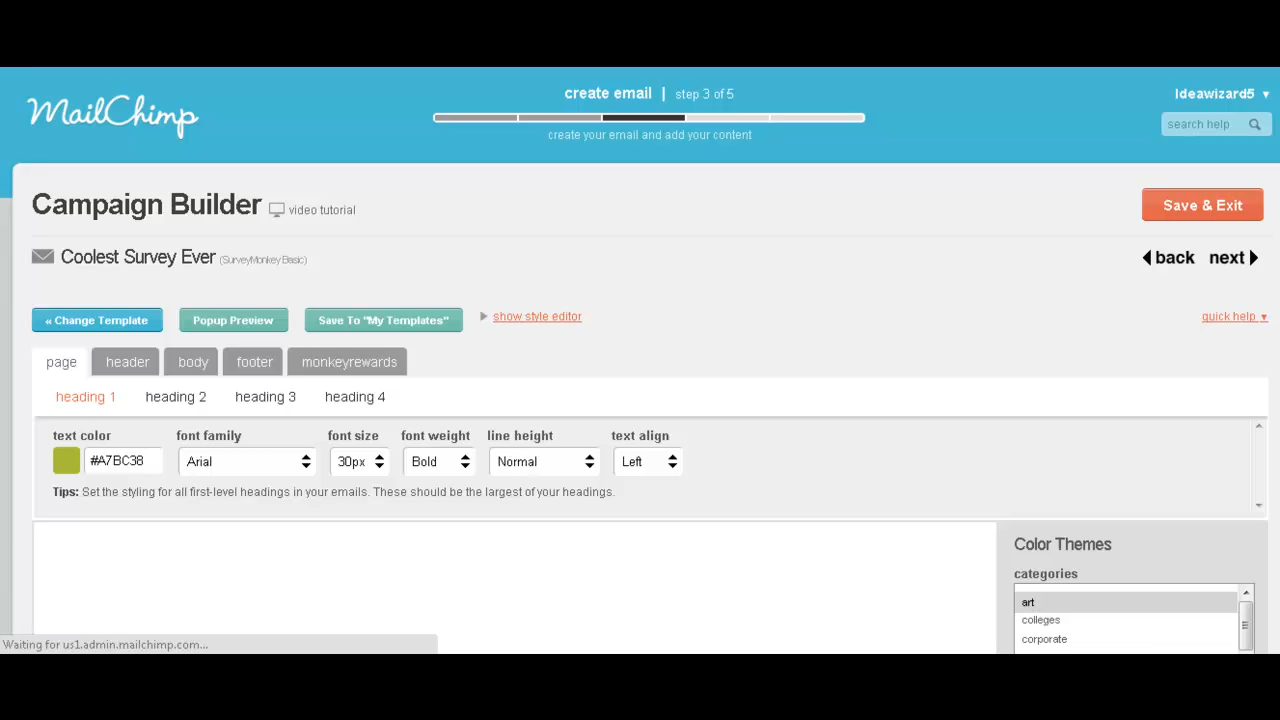 MailChimp
create email | step 3 of 5
create your email and add your content
Ideawizard5 ▼
search help
Campaign Builder video tutorial
Save & Exit
Coolest Survey Ever (SurveyMonkey Basic)
back next
« Change Template Popup Preview Save To "My Templates" show style editor quick help ▼
page header body footer monkeyrewards
heading 1 heading 2 heading 3 heading 4
text color font family font size font weight line height text align
#A7BC38 Arial 30px Bold Normal Left
Tips: Set the styling for all first-level headings in your emails. These should be the largest of your headings.
Color Themes
categories
art
colleges
corporate
Waiting for us1.admin.mailchimp.com...